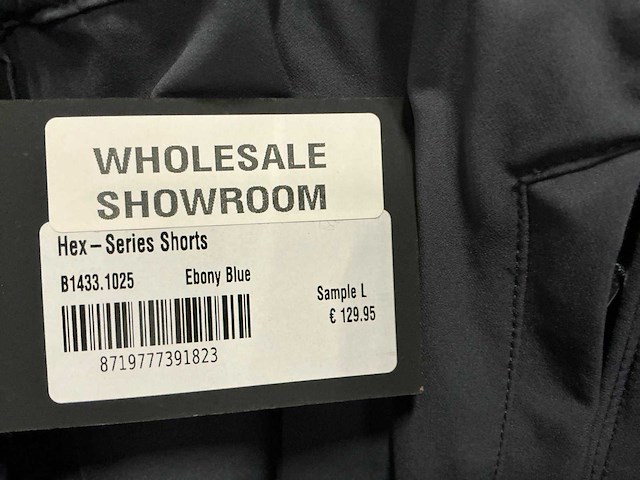 WHOLESALE
SHOWROOM
Hex-Series Shorts
B1433.1025 Ebony Blue
Sample L
€ 129.95
8719777391823